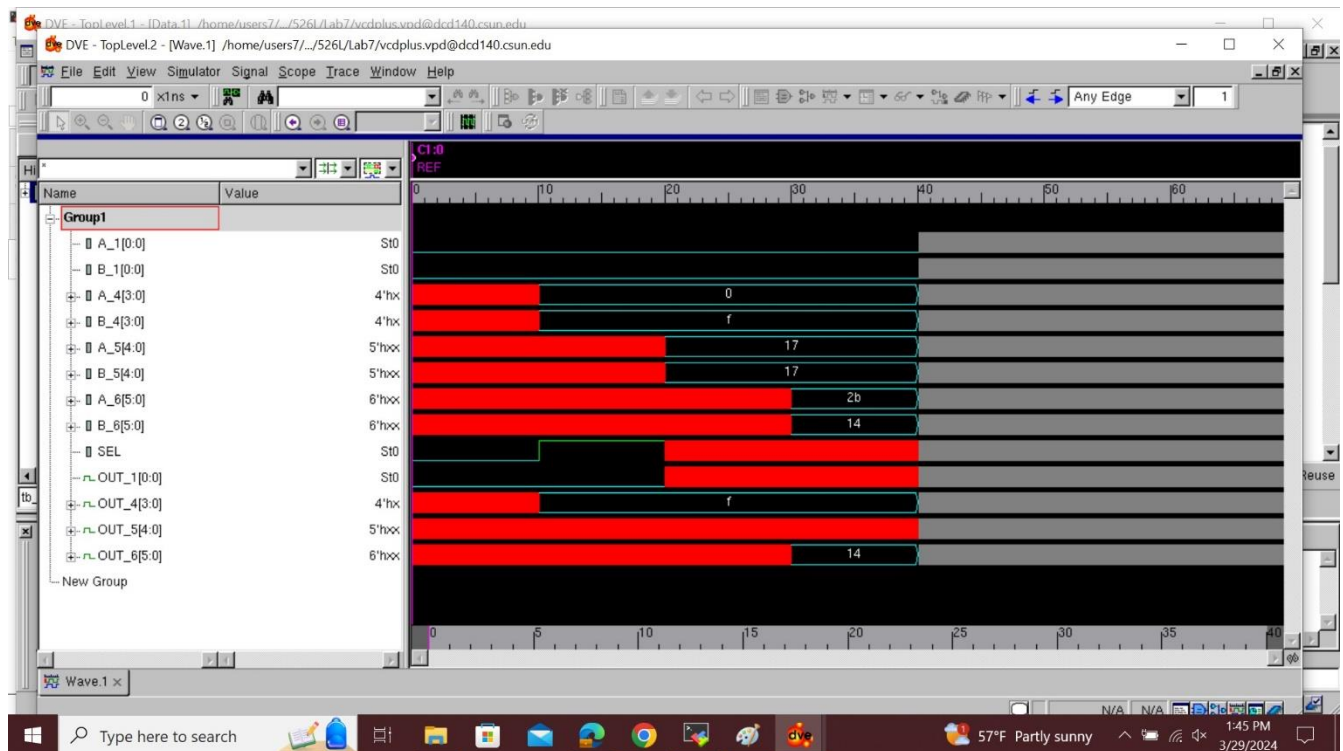 DVE - TopLevel.1 - [Data.1] /home/users7/.../526L/Lab7/vcdplus.vpd@dcd140.csun.edu
DVE - TopLevel.2 - [Wave.1] /home/users7/.../526L/Lab7/vcdplus.vpd@dcd140.csun.edu
File Edit View Simulator Signal Scope Trace Window Help
0 x1ns Any Edge 1
C1:0
REF
Hi *
Name Value 0 10 20 30 40 50 60
Group1
A_1[0:0] St0
B_1[0:0] St0
A_4[3:0] 4'hx 0
B_4[3:0] 4'hx f
A_5[4:0] 5'hxx 17
B_5[4:0] 5'hxx 17
A_6[5:0] 6'hxx 2b
B_6[5:0] 6'hxx 14
SEL St0
OUT_1[0:0] St0 Reuse
tb_ OUT_4[3:0] 4'hx f
OUT_5[4:0] 5'hxx
OUT_6[5:0] 6'hxx 14
New Group
0 5 10 15 20 25 30 35 40
Wave.1
N/A N/A
Type here to search dve 57°F Partly sunny 1:45 PM
3/29/2024